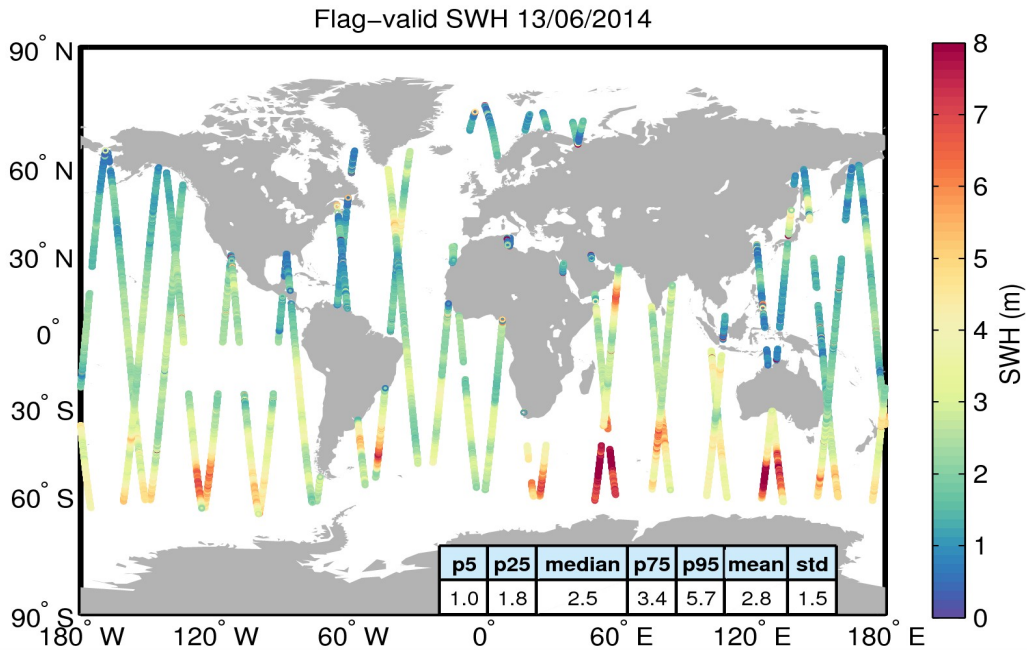 Flag−valid SWH 13/06/2014
90° N
60° N
30° N
0°
30° S
60° S
90° S
180° W
120° W
60° W
0°
60° E
120° E
180° E
p5 p25 median p75 p95 mean std
1.0 1.8 2.5 3.4 5.7 2.8 1.5
8
7
6
5
4
3
2
1
0
SWH (m)